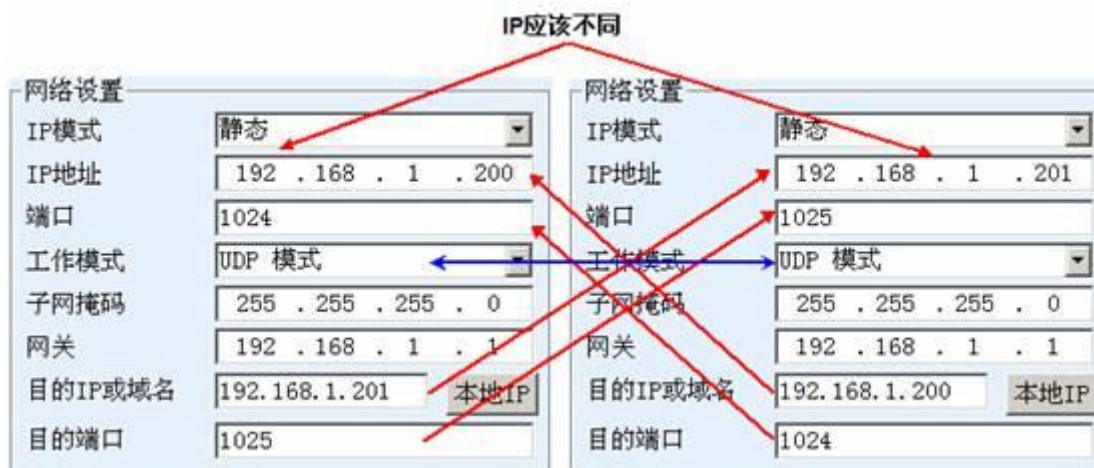 IP应该不同
网络设置
IP模式 静态
IP地址 192 .168 . 1 .200
端口 1024
工作模式 UDP 模式
子网掩码 255 .255 .255 . 0
网关 192 .168 . 1 . 1
目的IP或域名 192.168.1.201 本地IP
目的端口 1025
网络设置
IP模式 静态
IP地址 192 .168 . 1 .201
端口 1025
工作模式 UDP 模式
子网掩码 255 .255 .255 . 0
网关 192 .168 . 1 . 1
目的IP或域名 192.168.1.200 本地IP
目的端口 1024